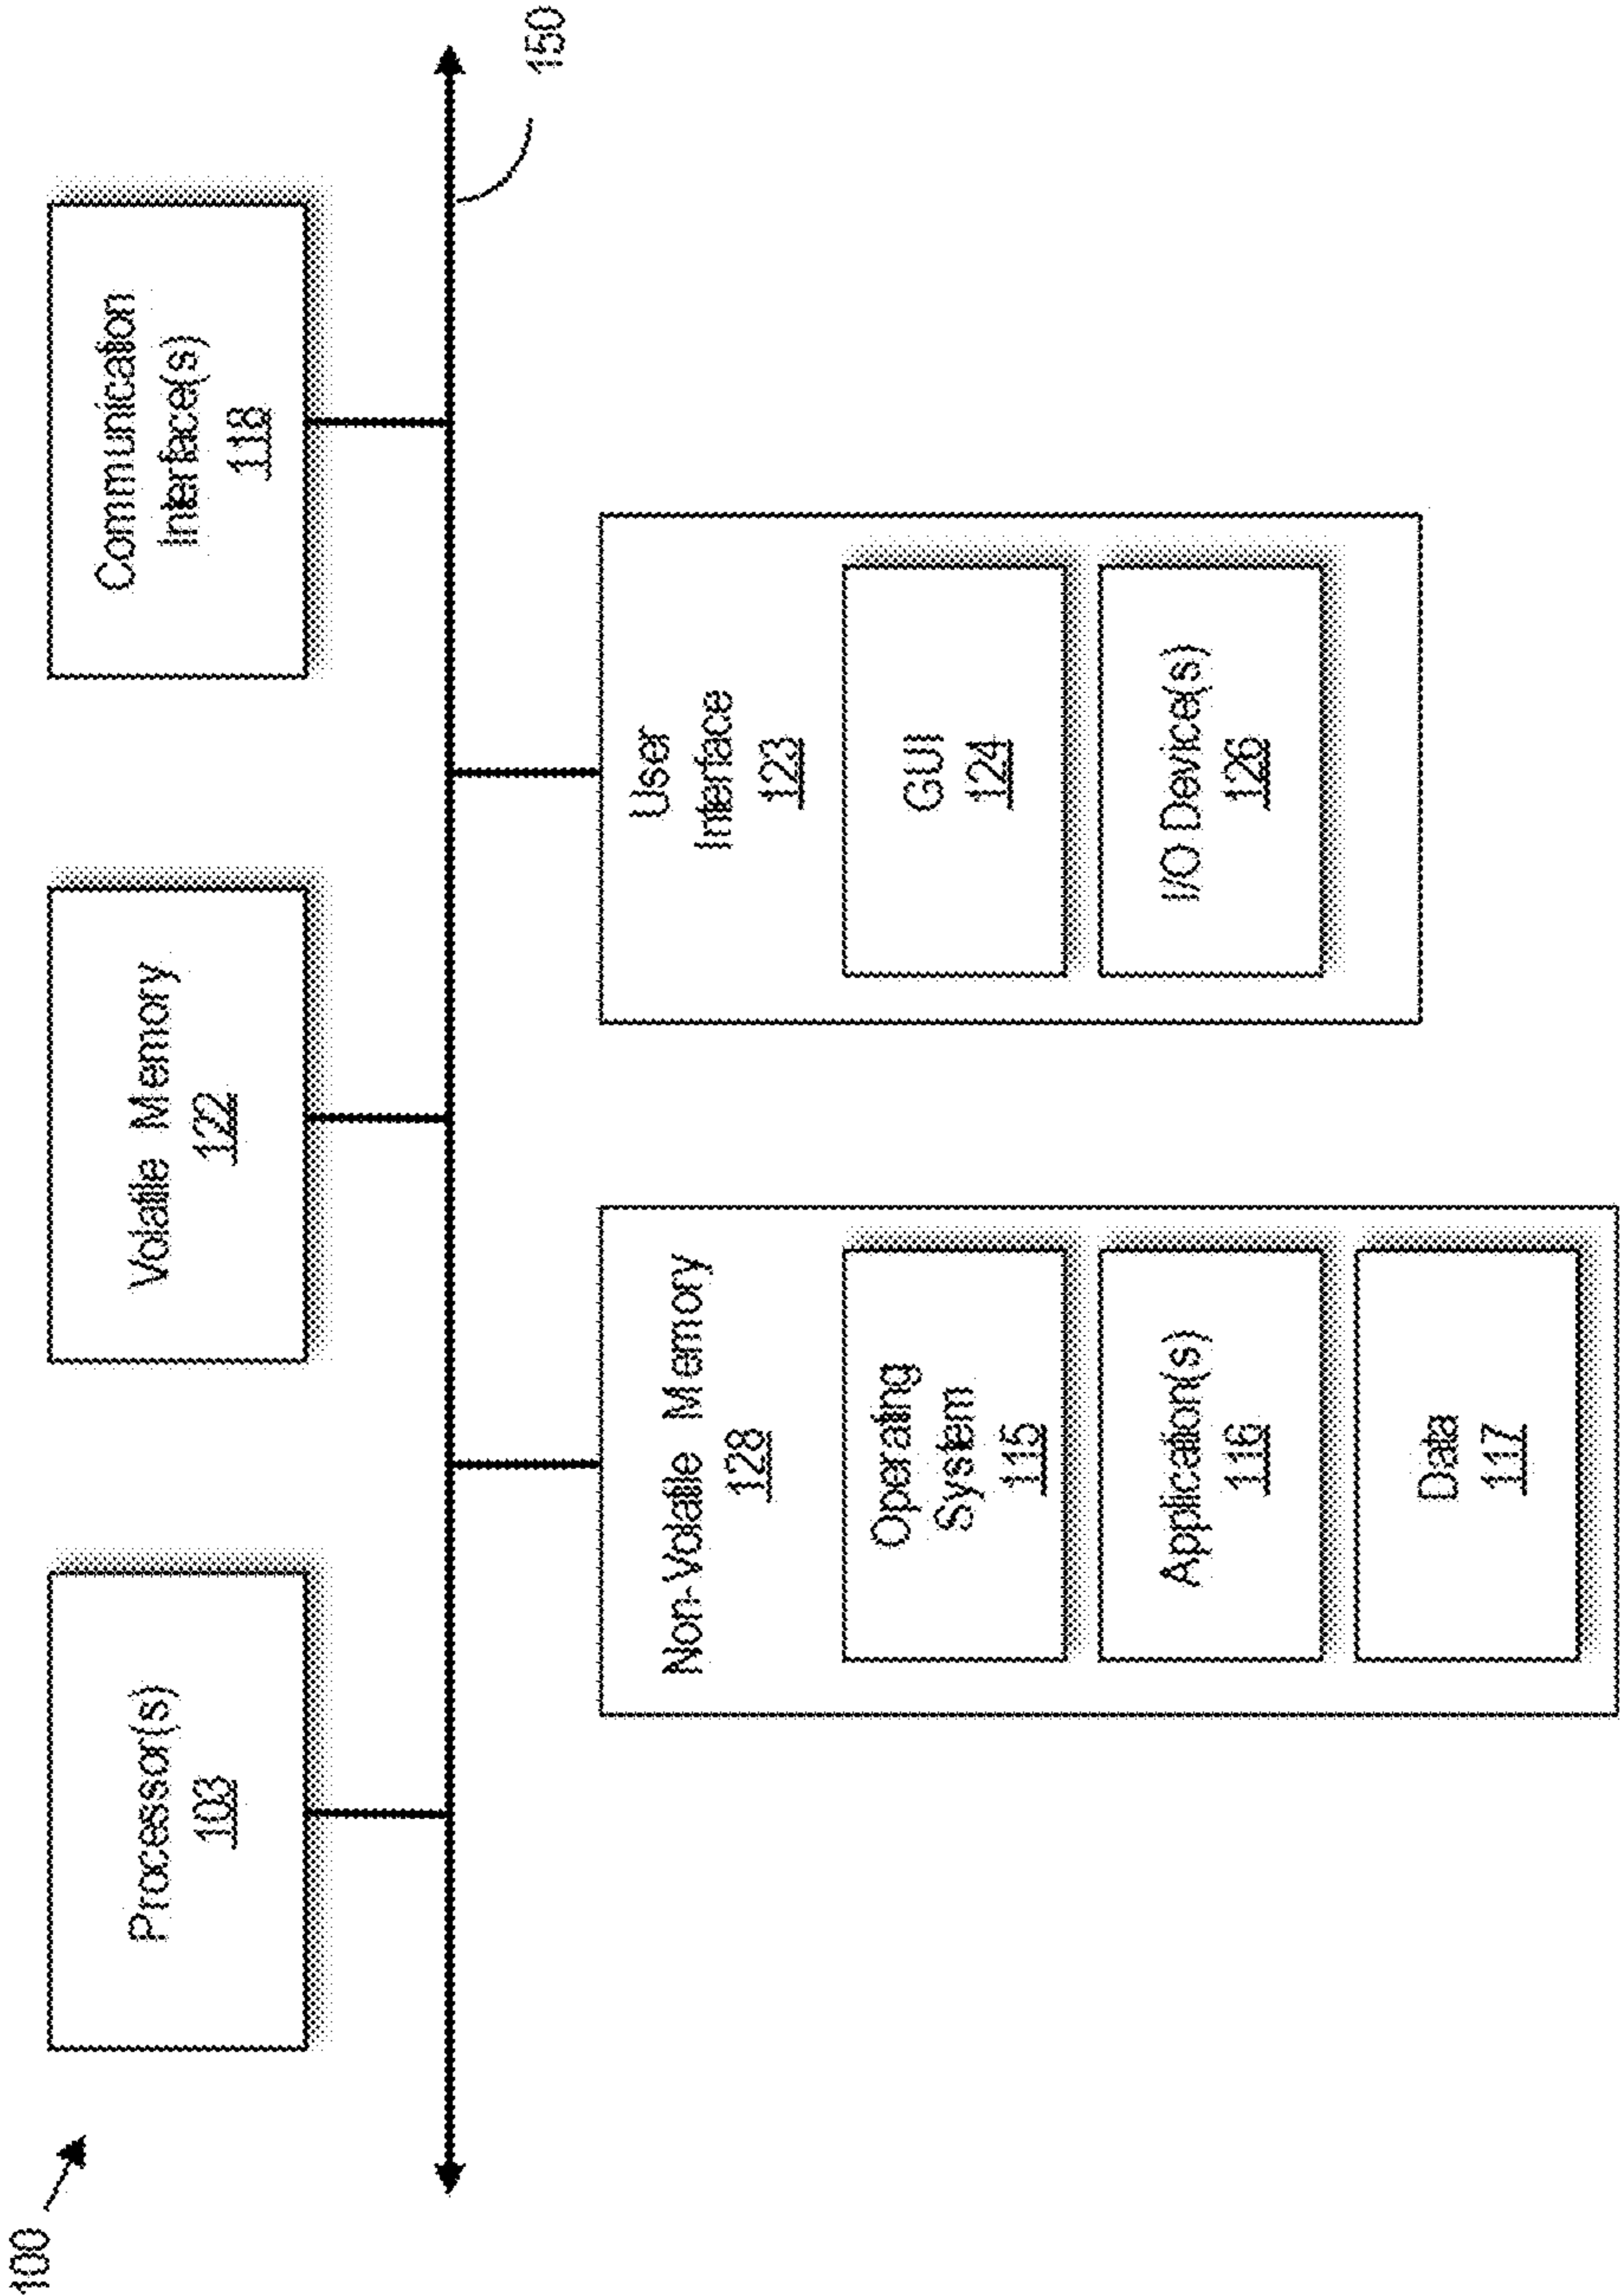 100
Processor(s)
103
Volatile Memory
122
Communication
Interface(s)
118
150
Non-Volatile Memory
128
Operating
System
115
Application(s)
116
Data
117
User
Interface
123
GUI
124
I/O Device(s)
126